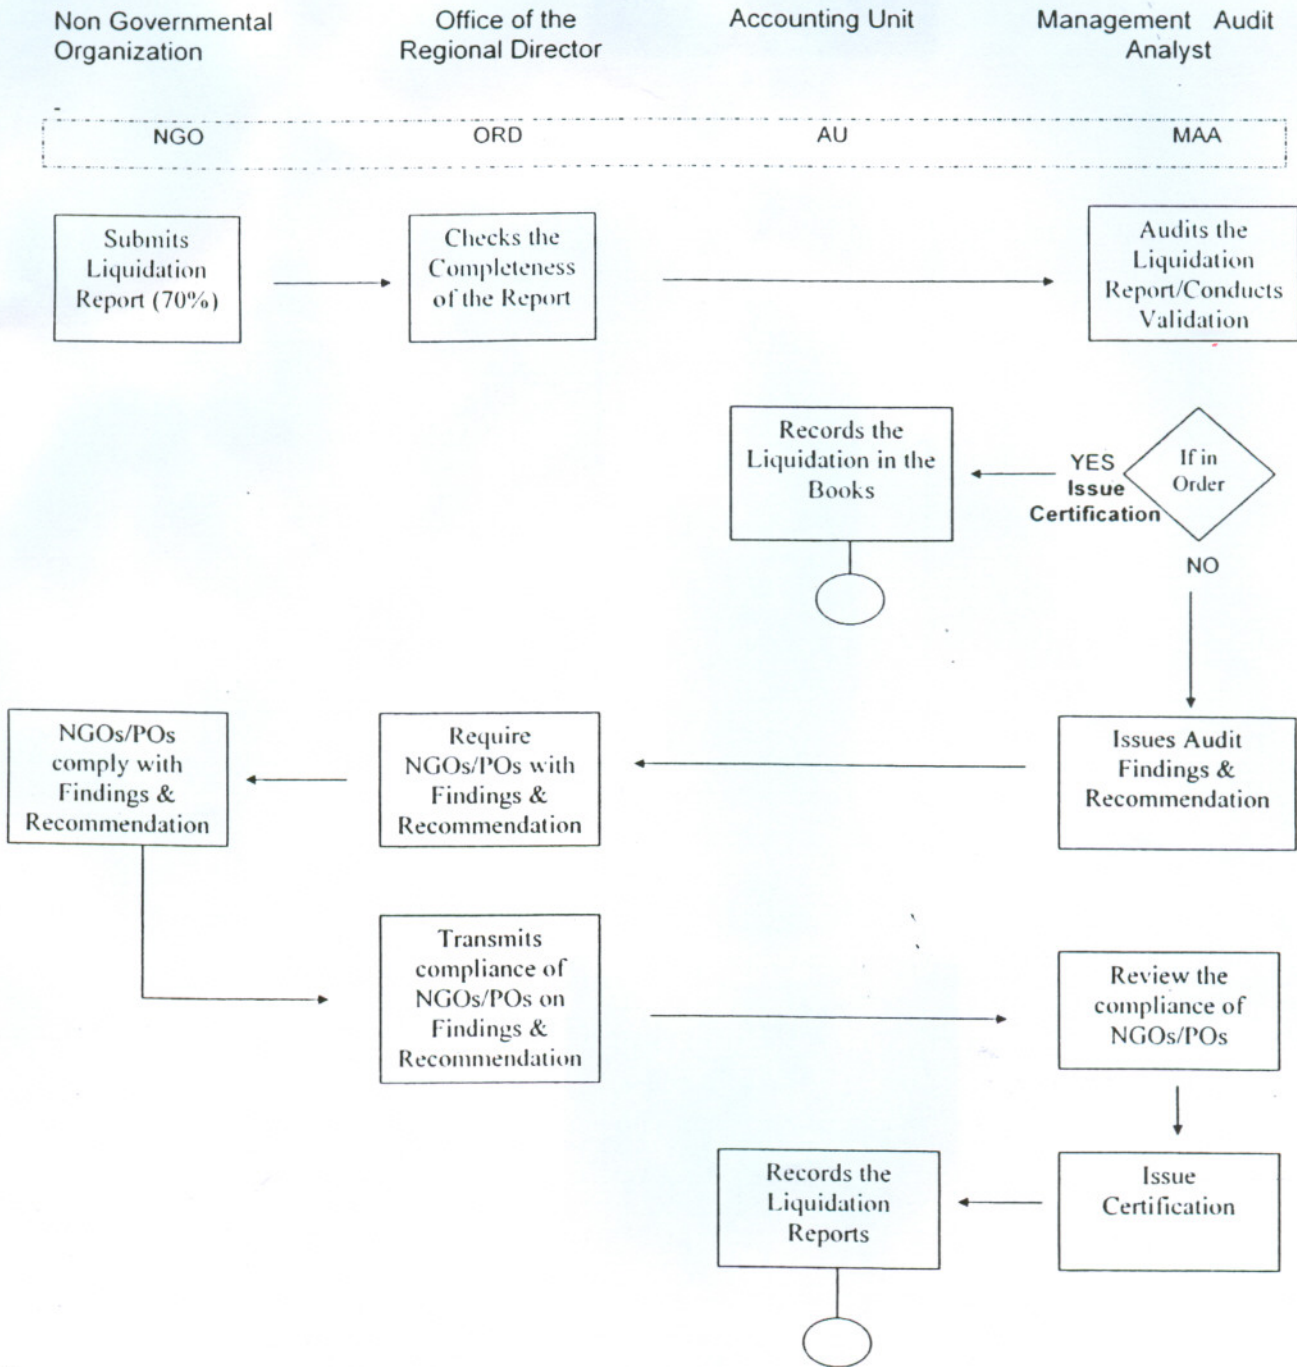 Non Governmental
Organization
Office of the
Regional Director
Accounting Unit
Management Audit
Analyst
NGO
ORD
AU
MAA
Submits
Liquidation
Report (70%)
Checks the
Completeness
of the Report
Audits the
Liquidation
Report/Conducts
Validation
Records the
Liquidation in the
Books
YES
Issue
Certification
If in
Order
NO
NGOs/POs
comply with
Findings &
Recommendation
Require
NGOs/POs with
Findings &
Recommendation
Issues Audit
Findings &
Recommendation
Transmits
compliance of
NGOs/POs on
Findings &
Recommendation
Review the
compliance of
NGOs/POs
Records the
Liquidation
Reports
Issue
Certification